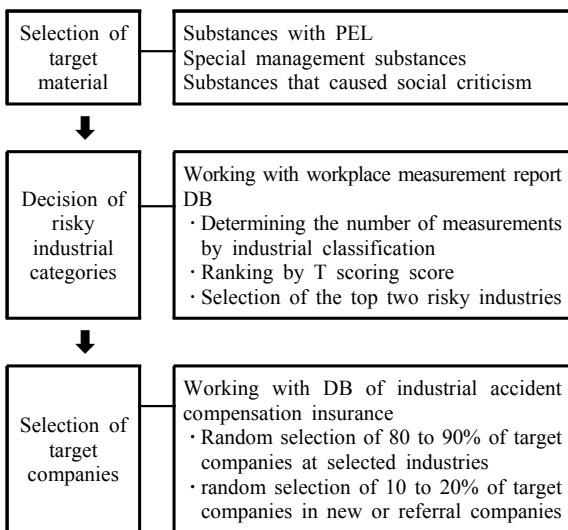 Selection of
target
material
Substances with PEL
Special management substances
Substances that caused social criticism
Decision of
risky
industrial
categories
Working with workplace measurement report
DB
· Determining the number of measurements
by industrial classification
· Ranking by T scoring score
· Selection of the top two risky industries
Selection of
target
companies
Working with DB of industrial accident
compensation insurance
· Random selection of 80 to 90% of target
companies at selected industries
· random selection of 10 to 20% of target
companies in new or referral companies